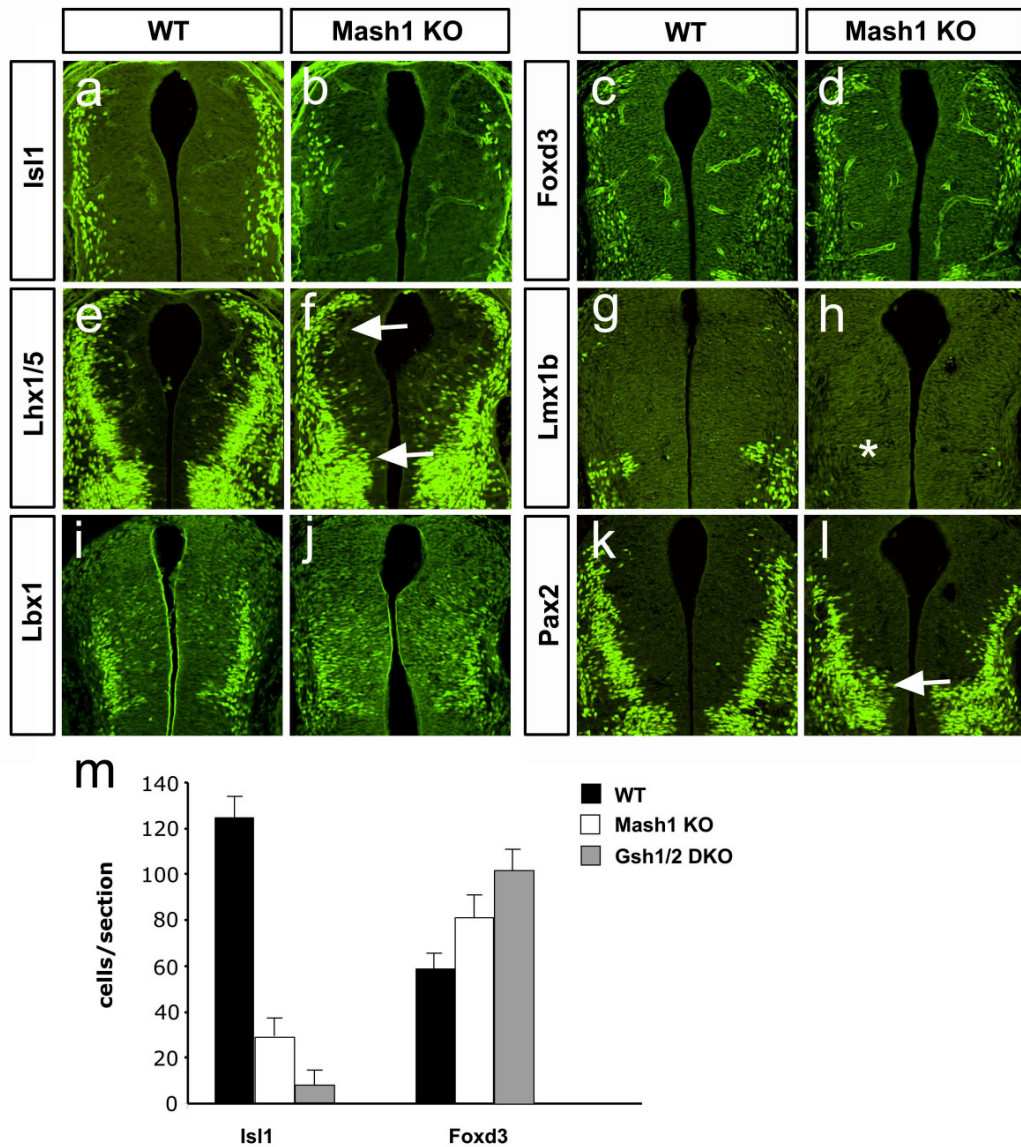 WT
Mash1 KO
WT
Mash1 KO
Isl1
a
b
Foxd3
c
d
Lhx1/5
e
f
Lmx1b
g
h
*
Lbx1
i
j
Pax2
k
l
m
cells/section
140
120
100
80
60
40
20
0
WT
Mash1 KO
Gsh1/2 DKO
Isl1
Foxd3